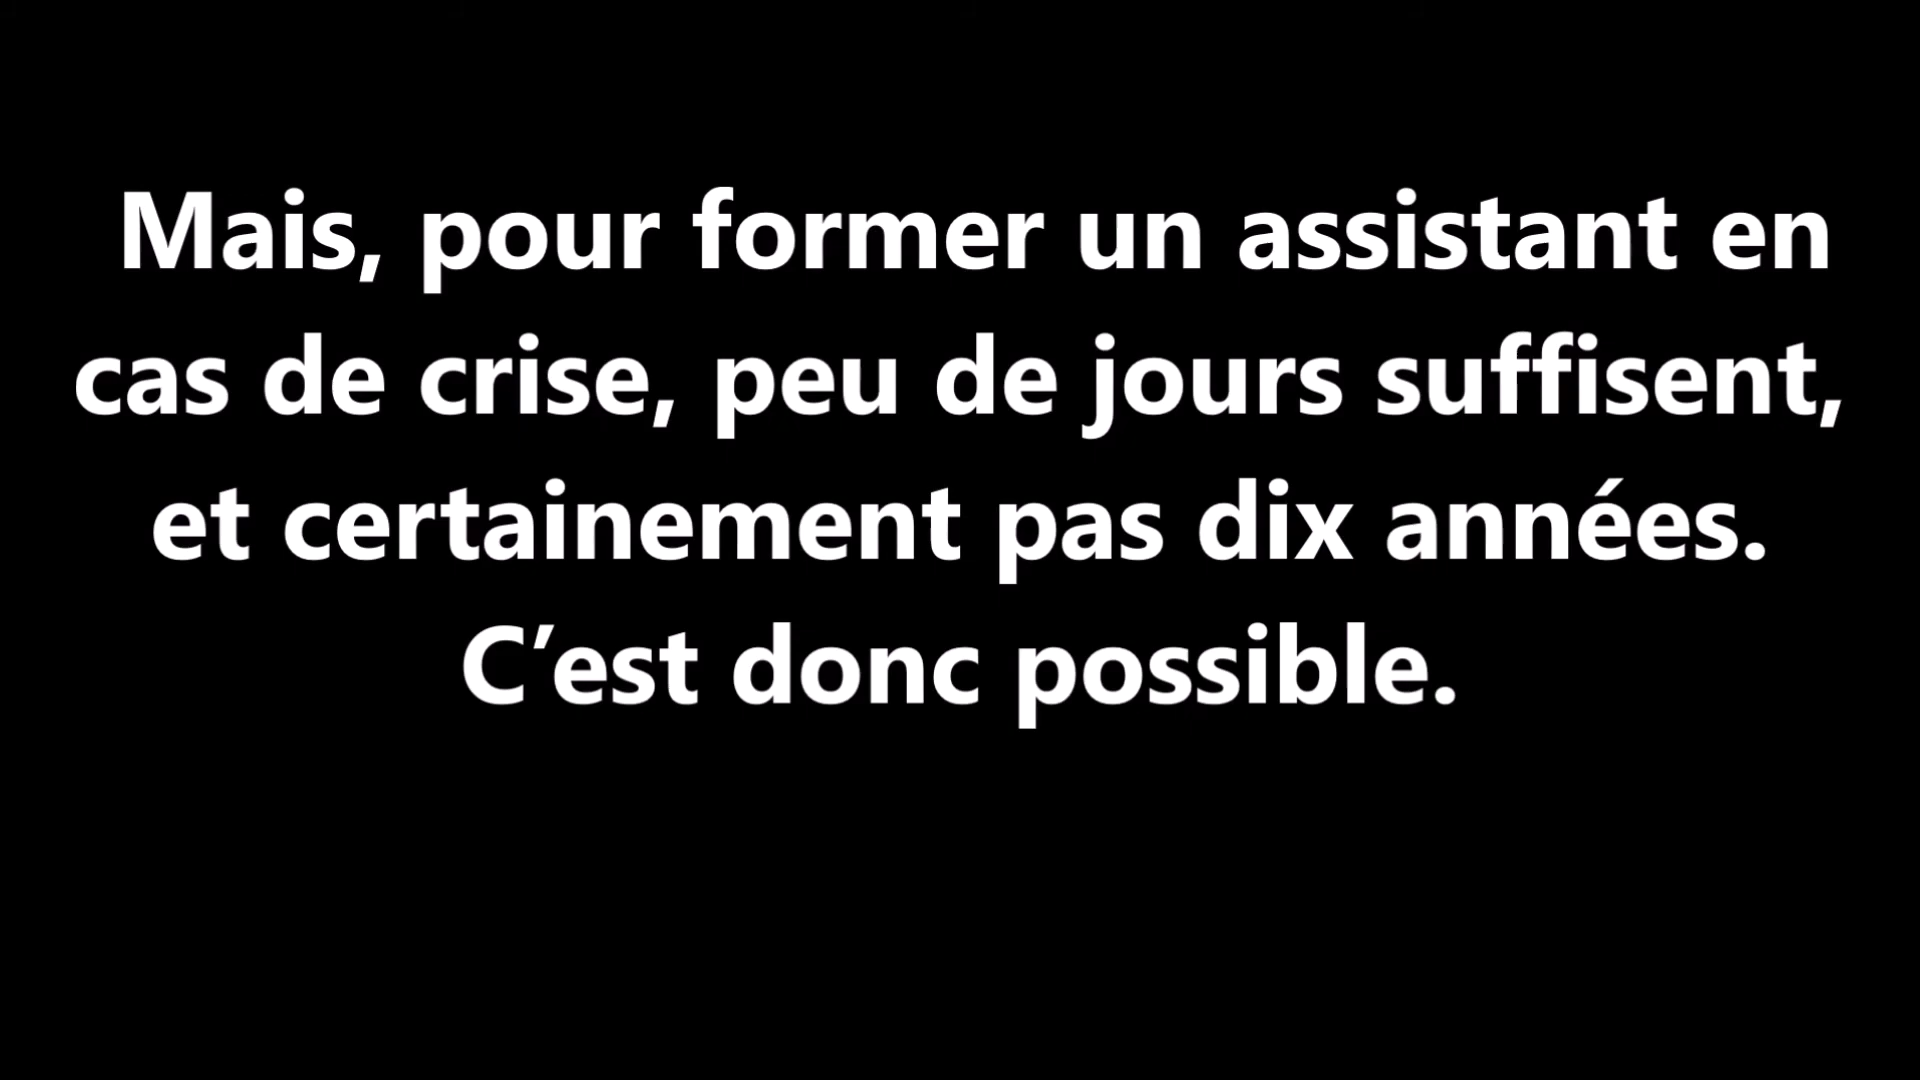 Mais, pour former un assistant en
cas de crise, peu de jours suffisent,
et certainement pas dix années.
C’est donc possible.